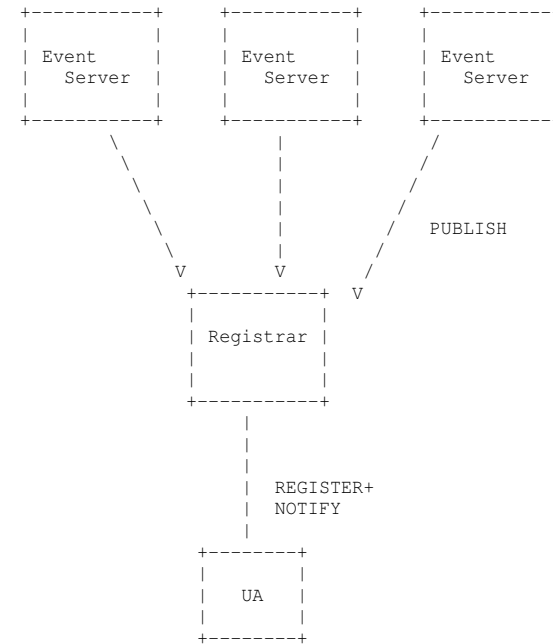 Event Event Event
Server Server Server
PUBLISH
Registrar
REGISTER+
NOTIFY
UA